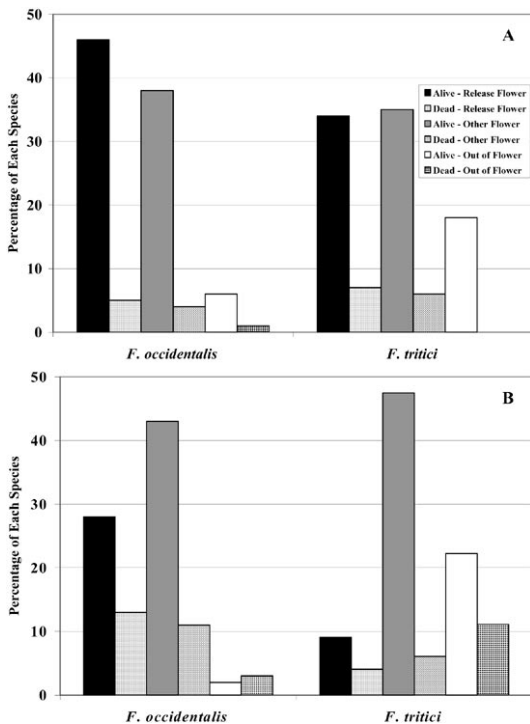 50
A
40
30
20
10
0
Percentage of Each Species
Alive - Release Flower
Dead - Release Flower
Alive - Other Flower
Dead - Other Flower
Alive - Out of Flower
Dead - Out of Flower
F. occidentalis
F. tritici
50
B
40
30
20
10
0
Percentage of Each Species
F. occidentalis
F. tritici